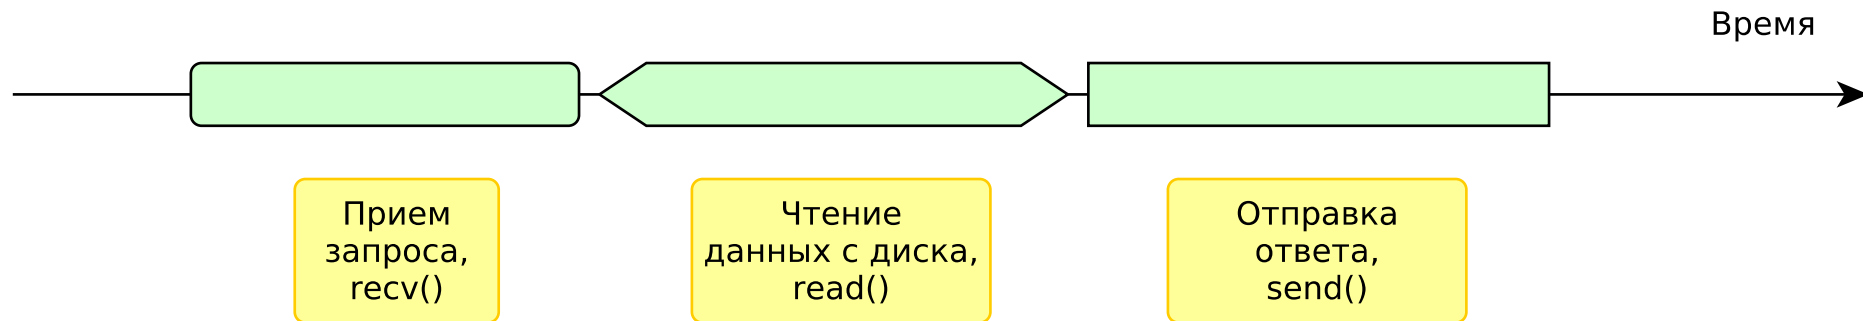 Время
Прием
запроса,
recv()
Чтение
данных с диска,
read()
Отправка
ответа,
send()